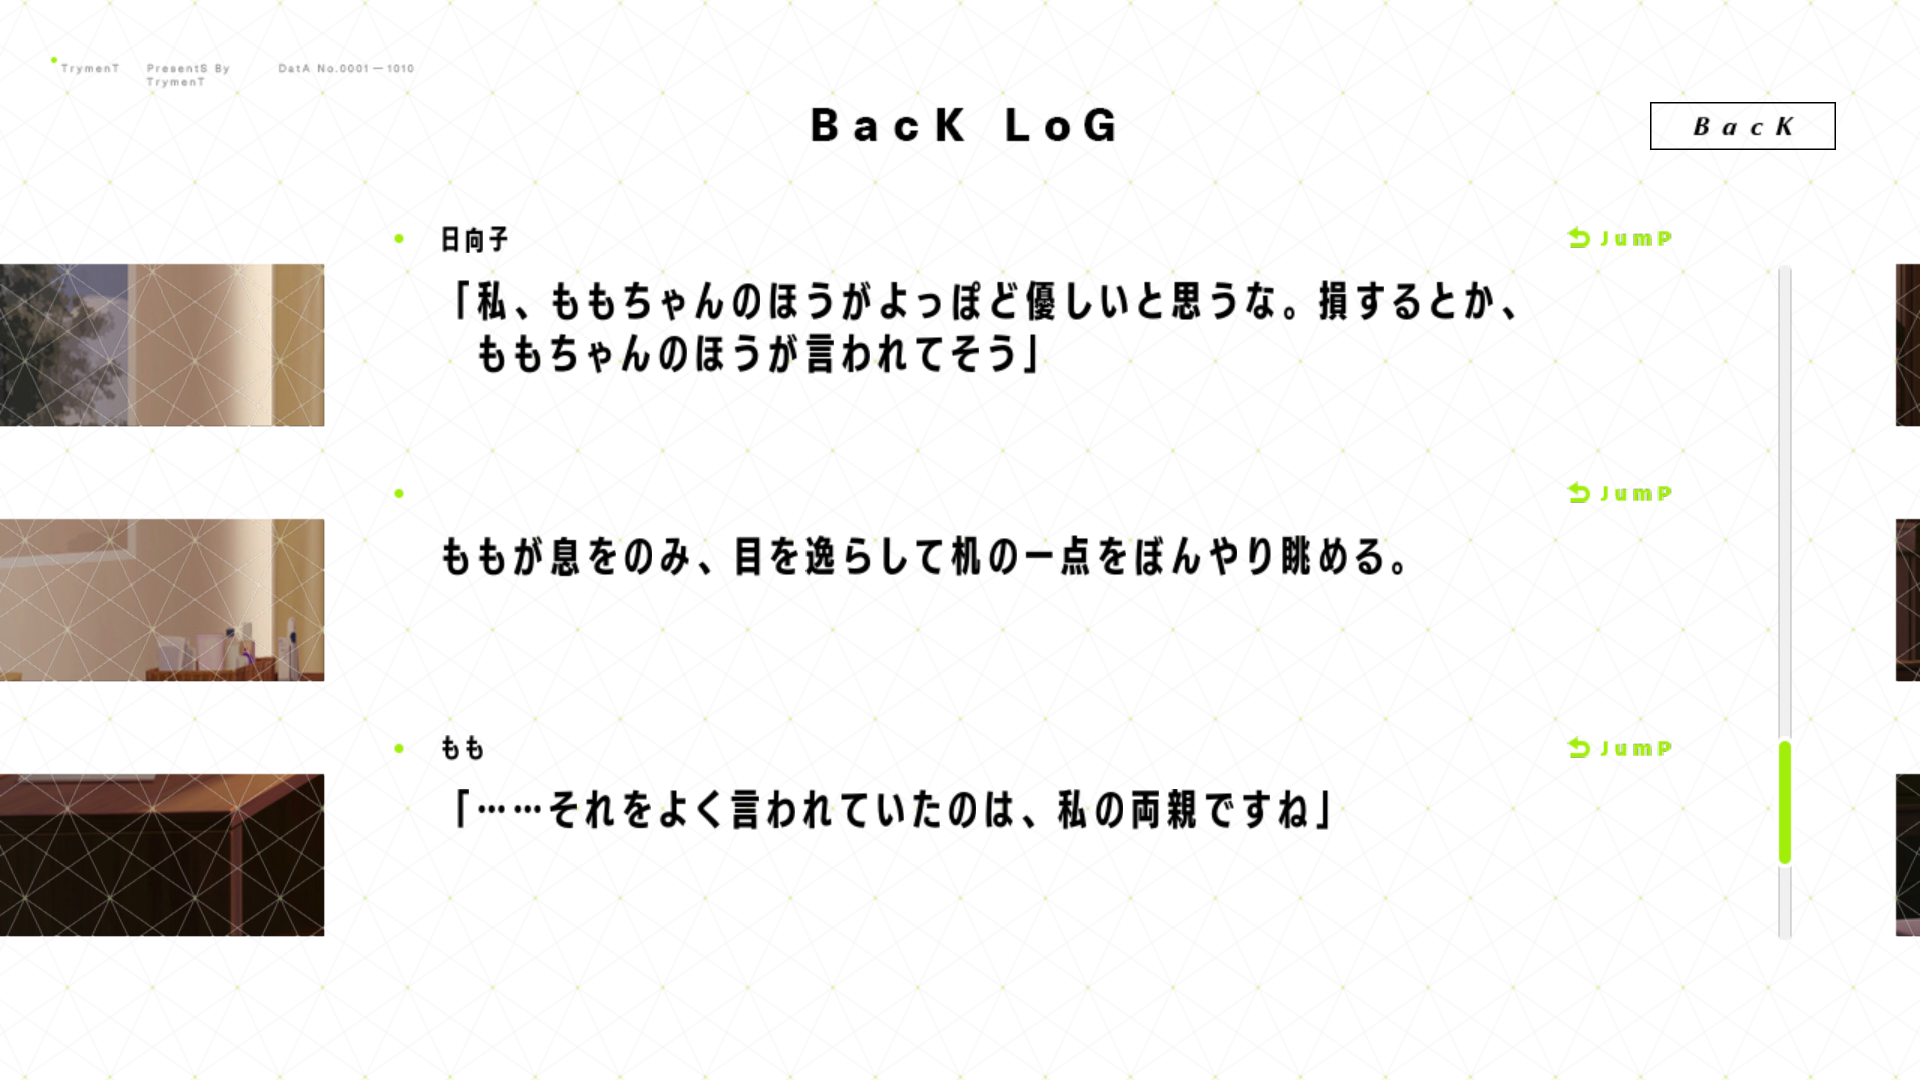 TrymenT PresentS By DatA No.0001 — 1010
TrymenT
BacK LoG
BacK
日向子
JumP
「私、ももちゃんのほうがよっぽど優しいと思うな。損するとか、
ももちゃんのほうが言われてそう」
JumP
ももが息をのみ、目を逸らして机の一点をぼんやり眺める。
もも
JumP
「……それをよく言われていたのは、私の両親ですね」